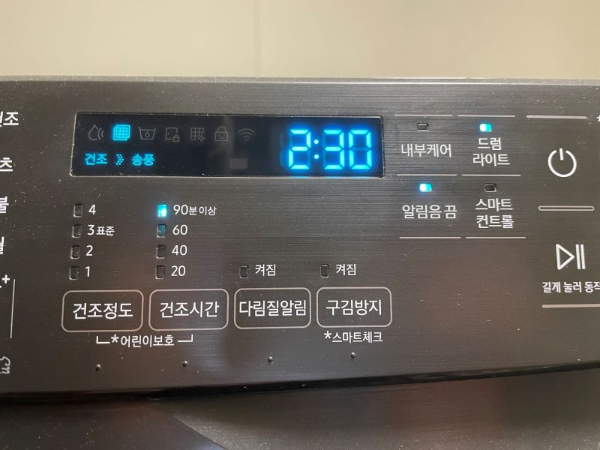 2:30
건조 》 송풍
내부케어
드럼
라이트
알림음 끔
스마트
컨트롤
4
3 표준
2
1
90분 이상
60
40
20
켜짐
켜짐
건조정도
건조시간
다림질알림
구김방지
*어린이보호
*스마트체크
길게 눌러 동작